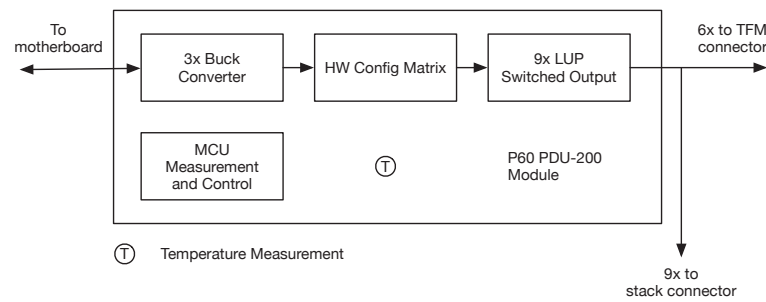 To
motherboard
3x Buck
Converter
HW Config Matrix
9x LUP
Switched Output
6x to TFM
connector
MCU
Measurement
and Control
T
P60 PDU-200
Module
T Temperature Measurement
9x to
stack connector